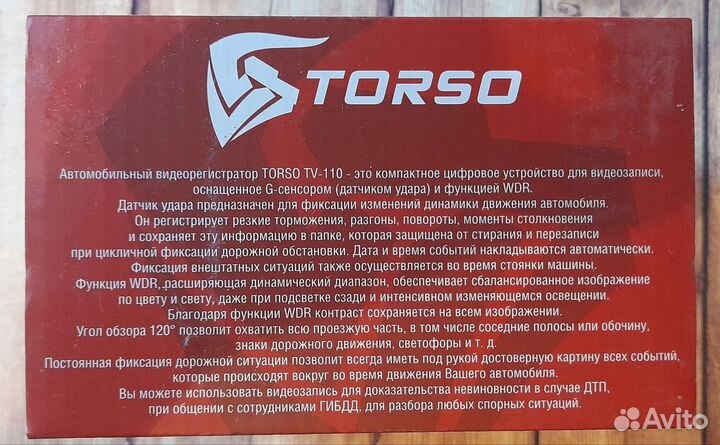 TORSO
Автомобильный видеорегистратор TORSO TV-110 - это компактное цифровое устройство для видеозаписи,
оснащенное G-сенсором (датчиком удара) и функцией WDR.
Датчик удара предназначен для фиксации изменений динамики движения автомобиля.
Он регистрирует резкие торможения, разгоны, повороты, моменты столкновения
и сохраняет эту информацию в папке, которая защищена от стирания и перезаписи
при цикличной фиксации дорожной обстановки. Дата и время событий накладываются автоматически.
Фиксация внештатных ситуаций также осуществляется во время стоянки машины.
Функция WDR, расширяющая динамический диапазон, обеспечивает сбалансированное изображение
по цвету и свету, даже при подсветке сзади и интенсивном изменяющемся освещении.
Благодаря функции WDR контраст сохраняется на всем изображении.
Угол обзора 120° позволит охватить всю проезжую часть, в том числе соседние полосы или обочину,
знаки дорожного движения, светофоры и т. д.
Постоянная фиксация дорожной ситуации позволит всегда иметь под рукой достоверную картину всех событий,
которые происходят вокруг во время движения Вашего автомобиля.
Вы можете использовать видеозапись для доказательства невиновности в случае ДТП,
при общении с сотрудниками ГИБДД, для разбора любых спорных ситуаций.
Avito